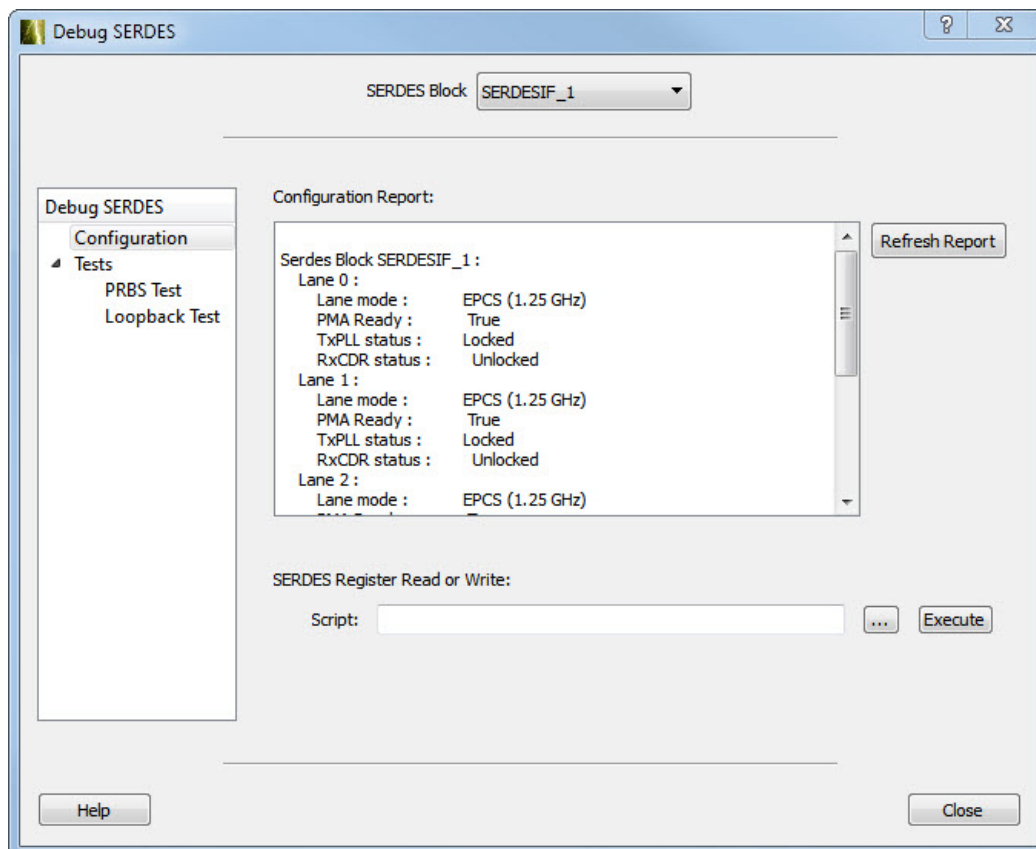 Debug SERDES
SERDES Block SERDESIF_1
Debug SERDES
Configuration
Tests
PRBS Test
Loopback Test
Configuration Report:
Refresh Report
Serdes Block SERDESIF_1 :
Lane 0 :
Lane mode : EPCS (1.25 GHz)
PMA Ready : True
TxPLL status : Locked
RxCDR status : Unlocked
Lane 1 :
Lane mode : EPCS (1.25 GHz)
PMA Ready : True
TxPLL status : Locked
RxCDR status : Unlocked
Lane 2 :
Lane mode : EPCS (1.25 GHz)
SERDES Register Read or Write:
Script: ... Execute
Help Close